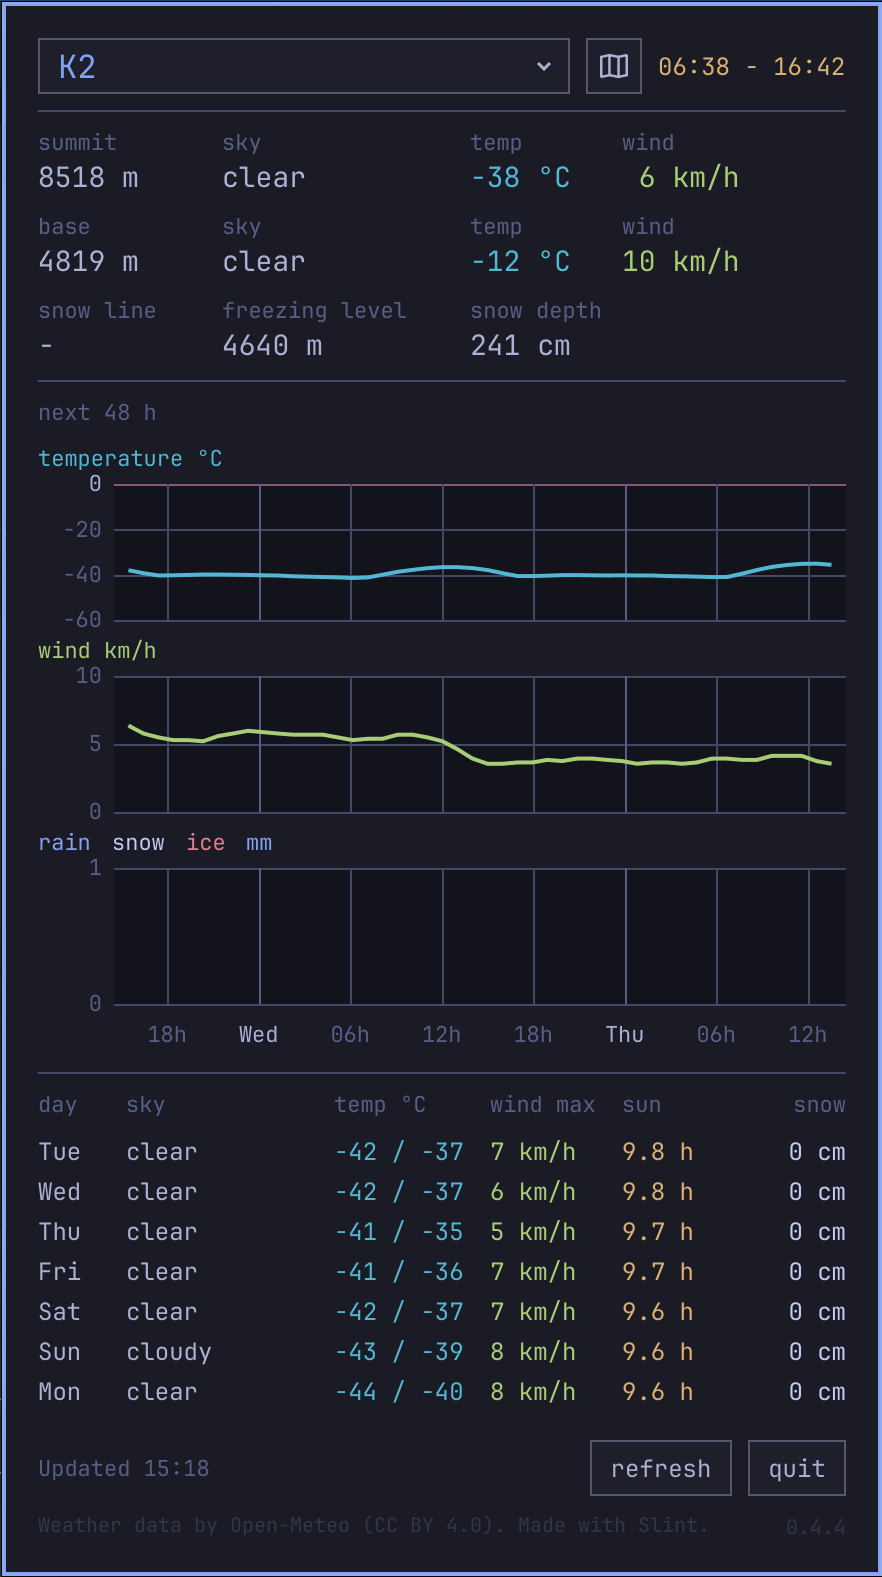 K2 06:38 - 16:42
summit sky temp wind
8518 m clear -38 °C 6 km/h
base sky temp wind
4819 m clear -12 °C 10 km/h
snow line freezing level snow depth
- 4640 m 241 cm
next 48 h
temperature °C
0
-20
-40
-60
wind km/h
10
5
0
rain snow ice mm
1
0
18h Wed 06h 12h 18h Thu 06h 12h
day sky temp °C wind max sun snow
Tue clear -42 / -37 7 km/h 9.8 h 0 cm
Wed clear -42 / -37 6 km/h 9.8 h 0 cm
Thu clear -41 / -35 5 km/h 9.7 h 0 cm
Fri clear -41 / -36 7 km/h 9.7 h 0 cm
Sat clear -42 / -37 7 km/h 9.6 h 0 cm
Sun cloudy -43 / -39 8 km/h 9.6 h 0 cm
Mon clear -44 / -40 8 km/h 9.6 h 0 cm
Updated 15:18 refresh quit
Weather data by Open-Meteo (CC BY 4.0). Made with Slint. 0.4.4